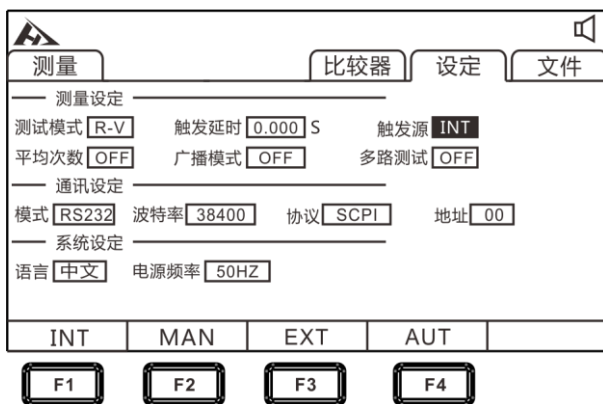 测量 比较器 设定 文件
测量设定
测试模式 R-V 触发延时 0.000 S 触发源 INT
平均次数 OFF 广播模式 OFF 多路测试 OFF
通讯设定
模式 RS232 波特率 38400 协议 SCPI 地址 00
系统设定
语言 中文 电源频率 50HZ
INT MAN EXT AUT
F1 F2 F3 F4